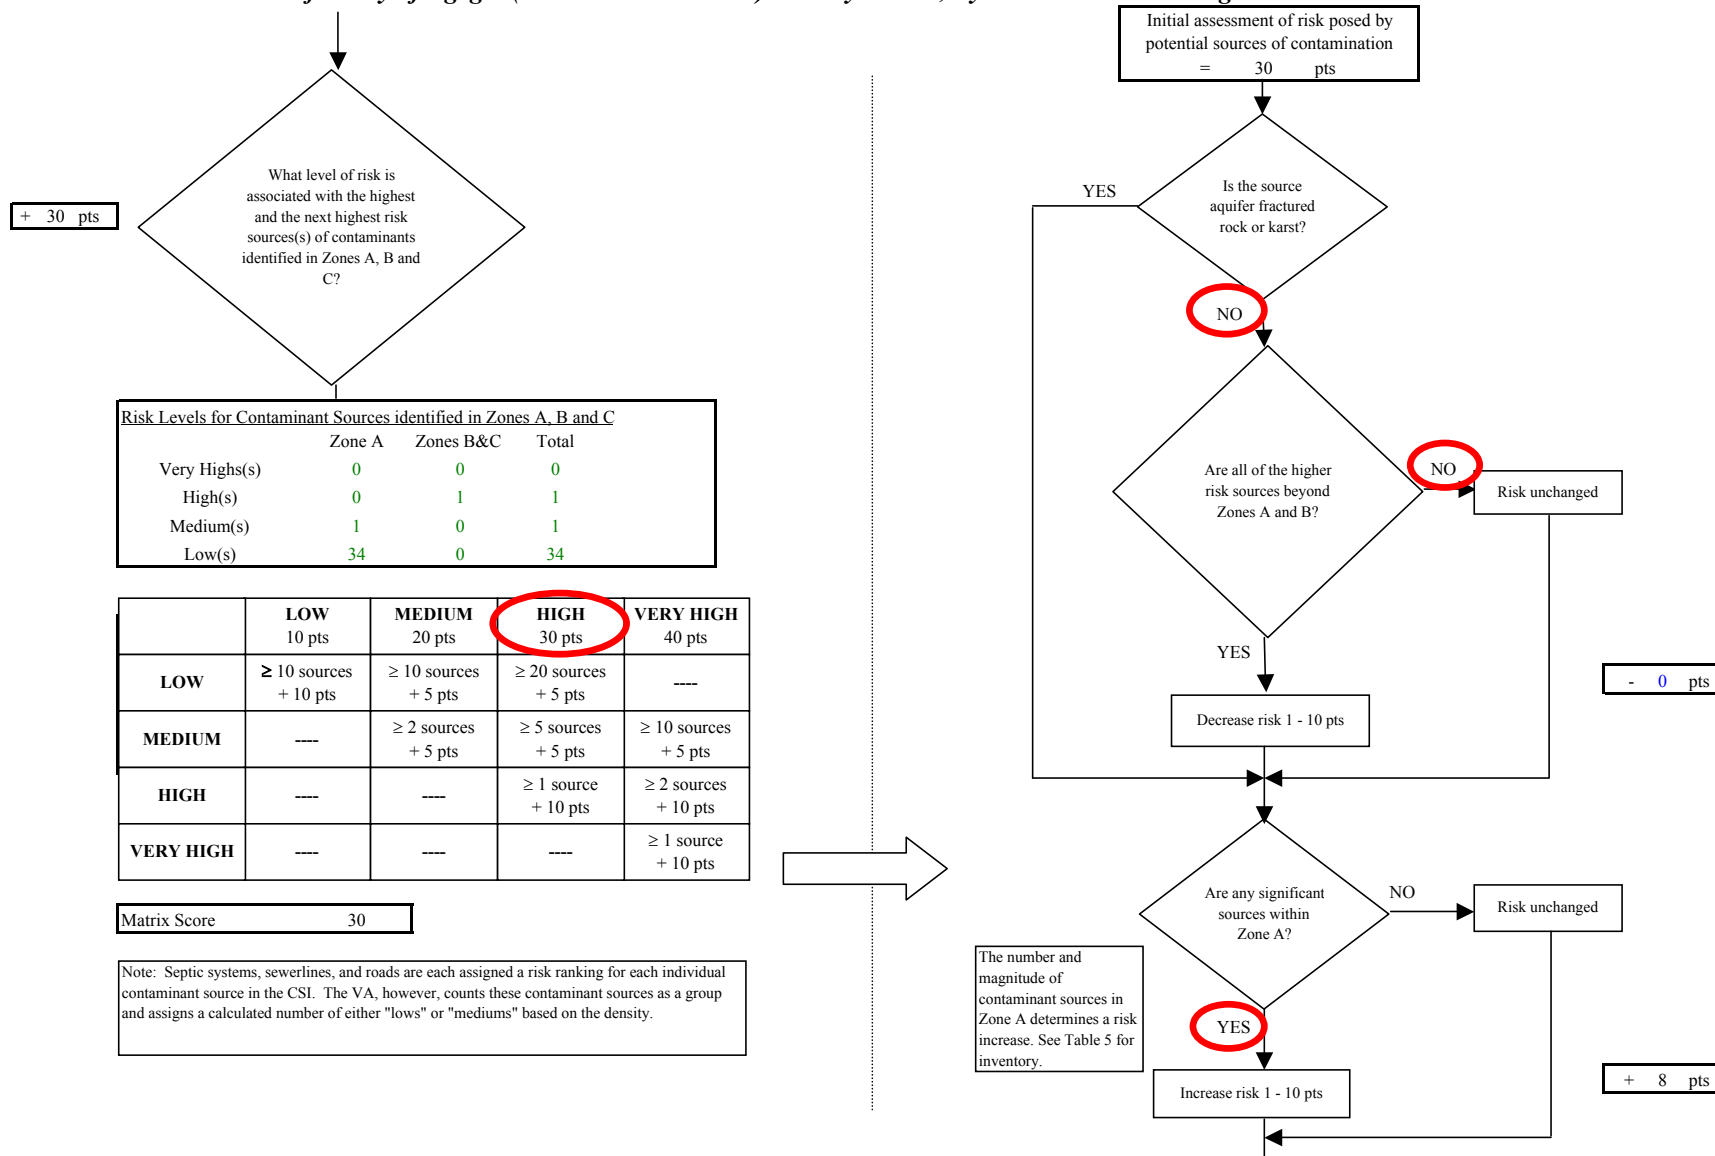 Initial assessment of risk posed by
potential sources of contamination
= 30 pts
What level of risk is
associated with the highest
and the next highest risk
sources(s) of contaminants
identified in Zones A, B and
C?
+ 30 pts
YES
Is the source
aquifer fractured
rock or karst?
NO
Risk Levels for Contaminant Sources identified in Zones A, B and C
Zone A Zones B&C Total
Very Highs(s) 0 0 0
High(s) 0 1 1
Medium(s) 1 0 1
Low(s) 34 0 34
Are all of the higher
risk sources beyond
Zones A and B?
NO
Risk unchanged
YES
- 0 pts
Decrease risk 1 - 10 pts
LOW MEDIUM HIGH VERY HIGH
10 pts 20 pts 30 pts 40 pts
LOW ≥ 10 sources ≥ 10 sources ≥ 20 sources ----
+ 10 pts + 5 pts + 5 pts
MEDIUM ---- ≥ 2 sources ≥ 5 sources ≥ 10 sources
+ 5 pts + 5 pts + 5 pts
HIGH ---- ---- ≥ 1 source ≥ 2 sources
+ 10 pts + 10 pts
VERY HIGH ---- ---- ---- ≥ 1 source
+ 10 pts
Matrix Score 30
Note: Septic systems, sewerlines, and roads are each assigned a risk ranking for each individual
contaminant source in the CSI. The VA, however, counts these contaminant sources as a group
and assigns a calculated number of either "lows" or "mediums" based on the density.
Are any significant
sources within
Zone A?
NO
Risk unchanged
The number and
magnitude of
contaminant sources in
Zone A determines a risk
increase. See Table 5 for
inventory.
YES
Increase risk 1 - 10 pts
+ 8 pts